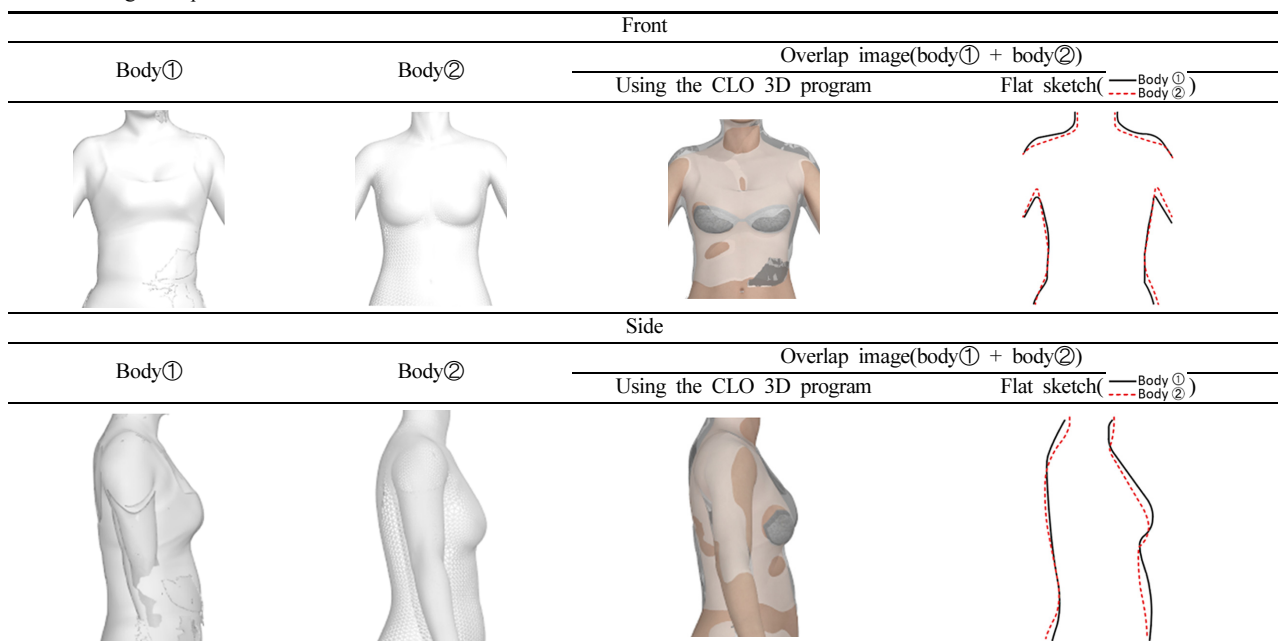 Front
Body① Body② Overlap image(body① + body②)
Using the CLO 3D program Flat sketch( Body ① Body ② )
Side
Body① Body② Overlap image(body① + body②)
Using the CLO 3D program Flat sketch( Body ① Body ② )